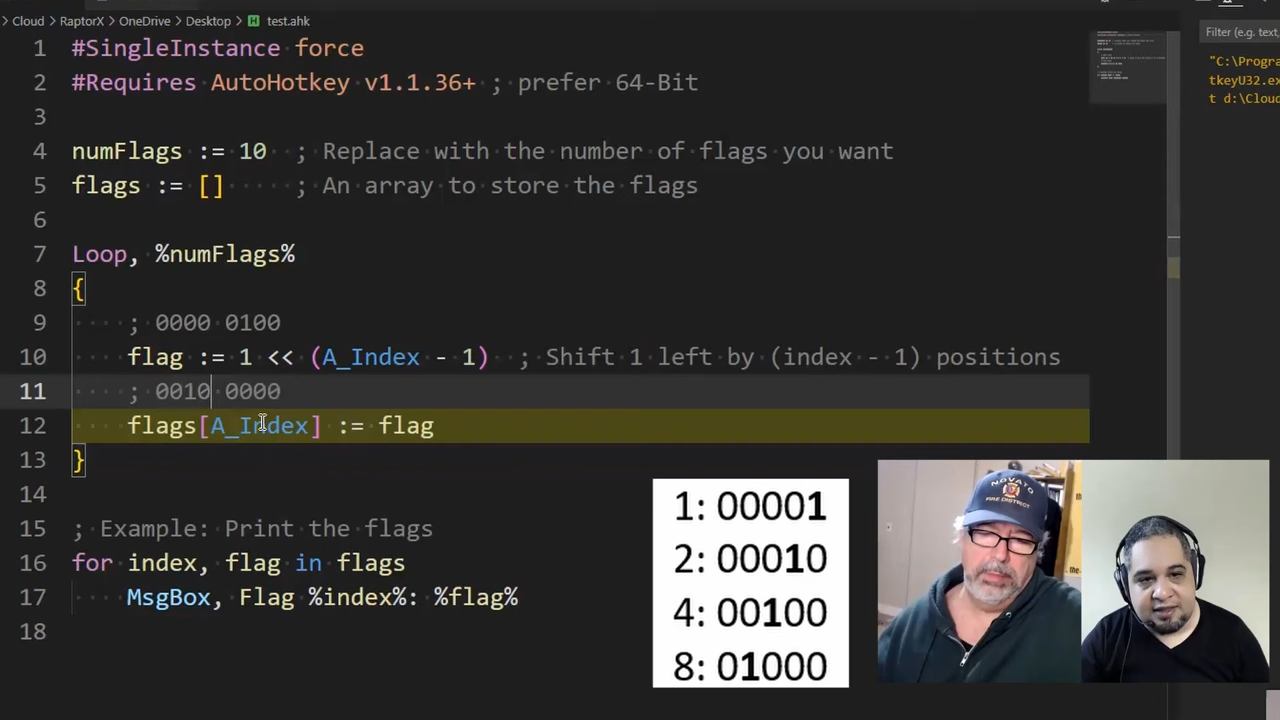 Cloud > RaptorX > OneDrive > Desktop > test.ahk
Filter (e.g. text,
1 #SingleInstance force
2 #Requires AutoHotkey v1.1.36+ ; prefer 64-Bit
3
4 numFlags := 10 ; Replace with the number of flags you want
5 flags := [] ; An array to store the flags
6
7 Loop, %numFlags%
8 {
9 ; 0000 0100
10 flag := 1 << (A_Index - 1) ; Shift 1 left by (index - 1) positions
11 ; 0010 0000
12 flags[A_Index] := flag
13 }
14
15 ; Example: Print the flags
16 for index, flag in flags
17 MsgBox, Flag %index%: %flag%
18
"C:\Progra
tkeyU32.ex
t d:\Cloud
1: 00001
2: 00010
4: 00100
8: 01000
NOVATO
FIRE DISTRICT